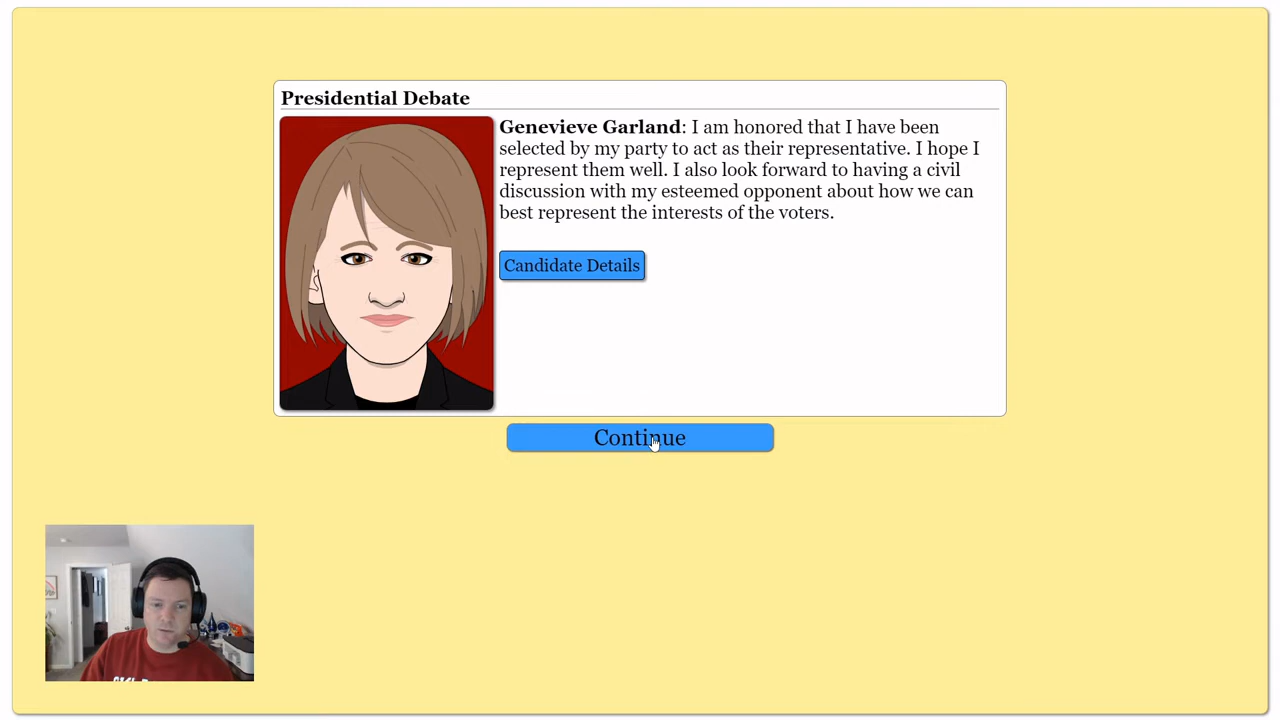 Presidential Debate
Genevieve Garland: I am honored that I have been
selected by my party to act as their representative. I hope I
represent them well. I also look forward to having a civil
discussion with my esteemed opponent about how we can
best represent the interests of the voters.
Candidate Details
Continue